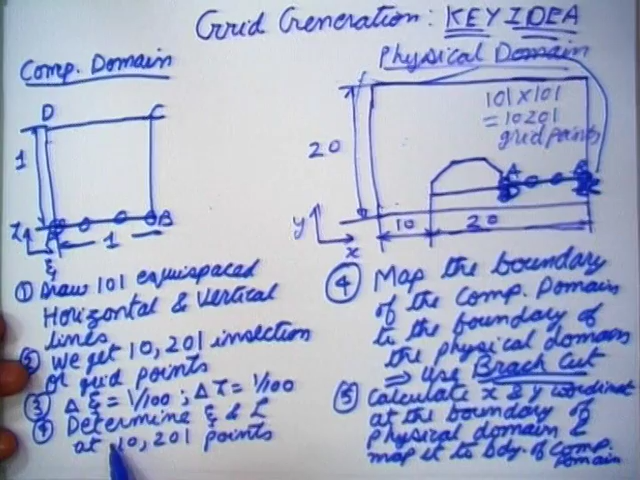 Grid Generation: KEY IDEA
Comp. Domain
Physical Domain
D
C
1
B
1
ξ
101 x 101
= 10201
grid points
20
A
y
x
10
20
① Draw 101 equispaced
Horizontal & Vertical
lines
② We get 10,201 insection
or grid points
③ Δξ = 1/100 ; Δ = 1/100
④ Determine ξ &
at 10,201 points
④ Map the boundary
of the Comp. Domain
to the boundary of
the physical domain
⇒ use Brach Cut
⑤ Calculate x & y coordinat
at the boundary of
physical domain &
map it to bdy. of Comp.
Domain